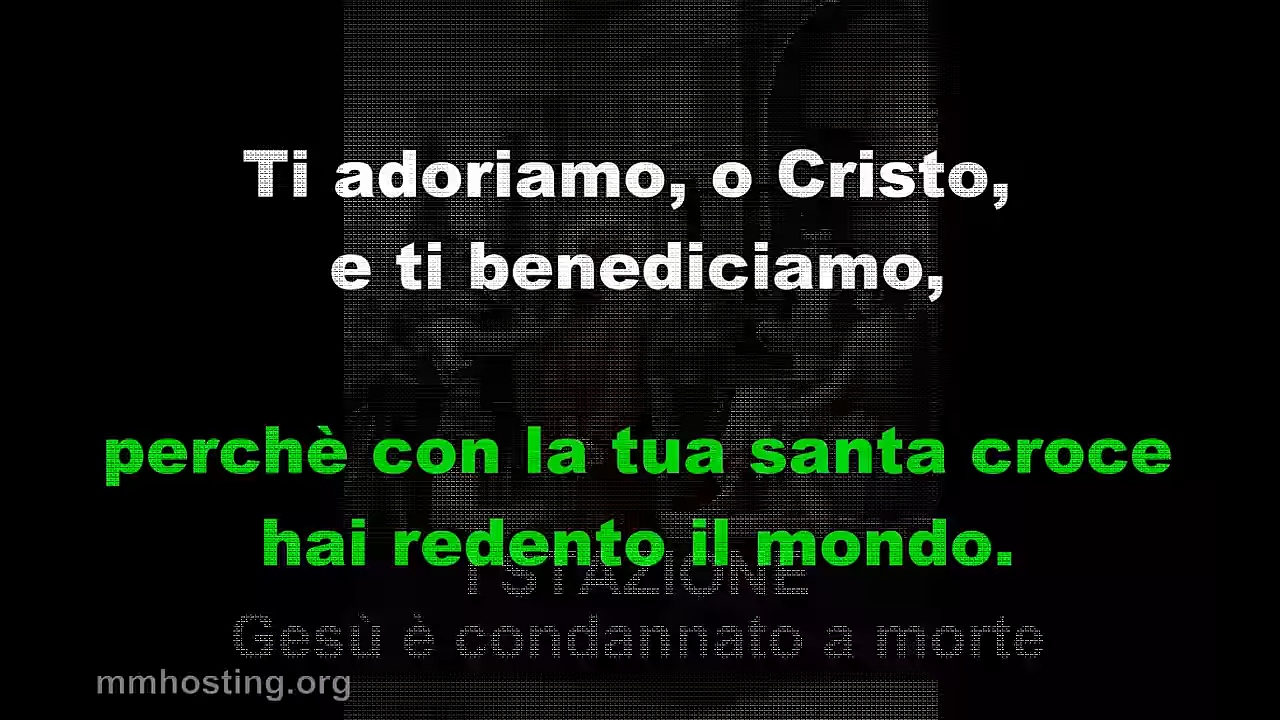 Ti adoriamo, o Cristo,
e ti benediciamo,
perchè con la tua santa croce
hai redento il mondo.
I STAZIONE
Gesù è condannato a morte
mmhosting.org